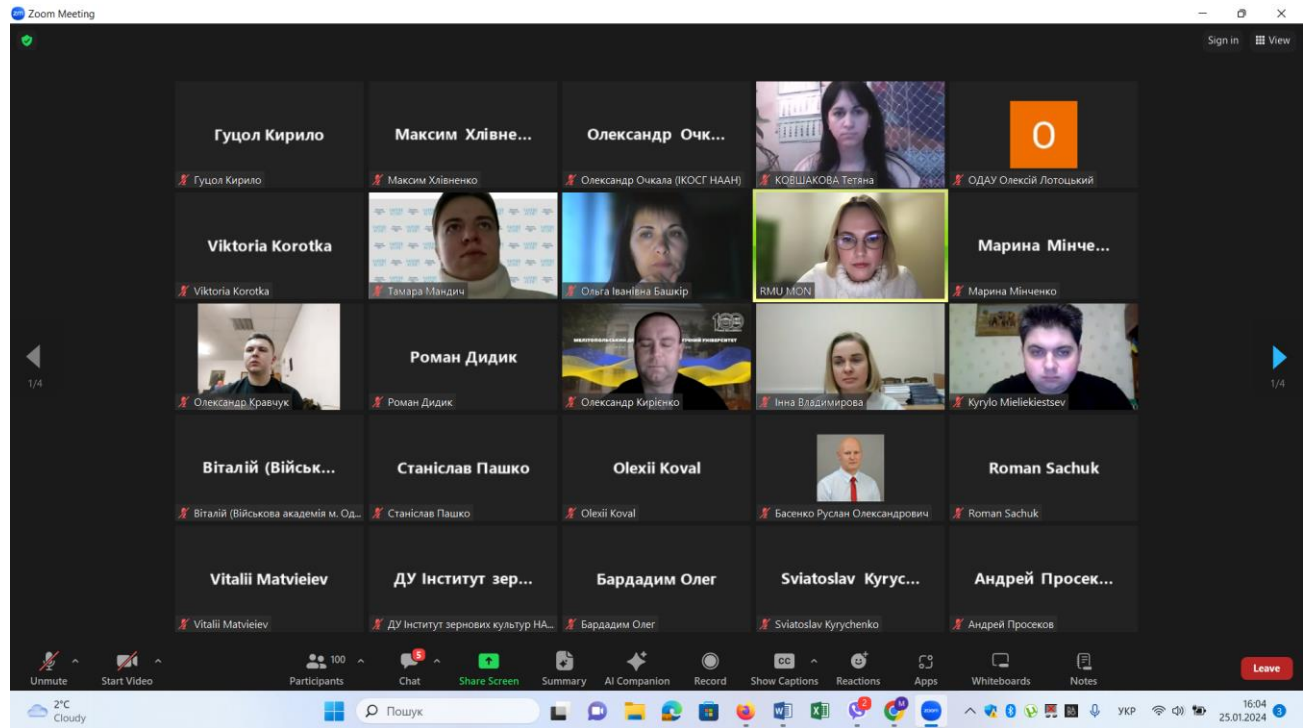 Zoom Meeting
Sign in View
Гуцол Кирило
Максим Хлівне...
Олександр Очк...
O
Гуцол Кирило
Максим Хлівненко
Олександр Очкала (ІКОСГ НААН)
КОВШАКОВА Тетяна
ОДАУ Олексій Лотоцький
Viktoria Korotka
Марина Мінче...
Viktoria Korotka
Тамара Мандич
Ольга Іванівна Башкір
RMU MON
Марина Мінченко
100
Роман Дидик
Олександр Кравчук
Роман Дидик
Олександр Кирієнко
Інна Владимирова
Kyrylo Mieliekiestsev
1/4
1/4
Віталій (Військ...
Станіслав Пашко
Olexii Koval
Roman Sachuk
Віталій (Військова академія м. Од...
Станіслав Пашко
Olexii Koval
Басенко Руслан Олександрович
Roman Sachuk
Vitalii Matvieiev
ДУ Інститут зер...
Бардадим Олег
Sviatoslav Kyryc...
Андрей Просек...
Vitalii Matvieiev
ДУ Інститут зернових культур НА...
Бардадим Олег
Sviatoslav Kyrychenko
Андрей Просеков
100
5
CC
Unmute
Start Video
Participants
Chat
Share Screen
Summary
AI Companion
Record
Show Captions
Reactions
Apps
Whiteboards
Notes
Leave
2°C
Cloudy
Пошук
2
УКР
16:04
25.01.2024
3